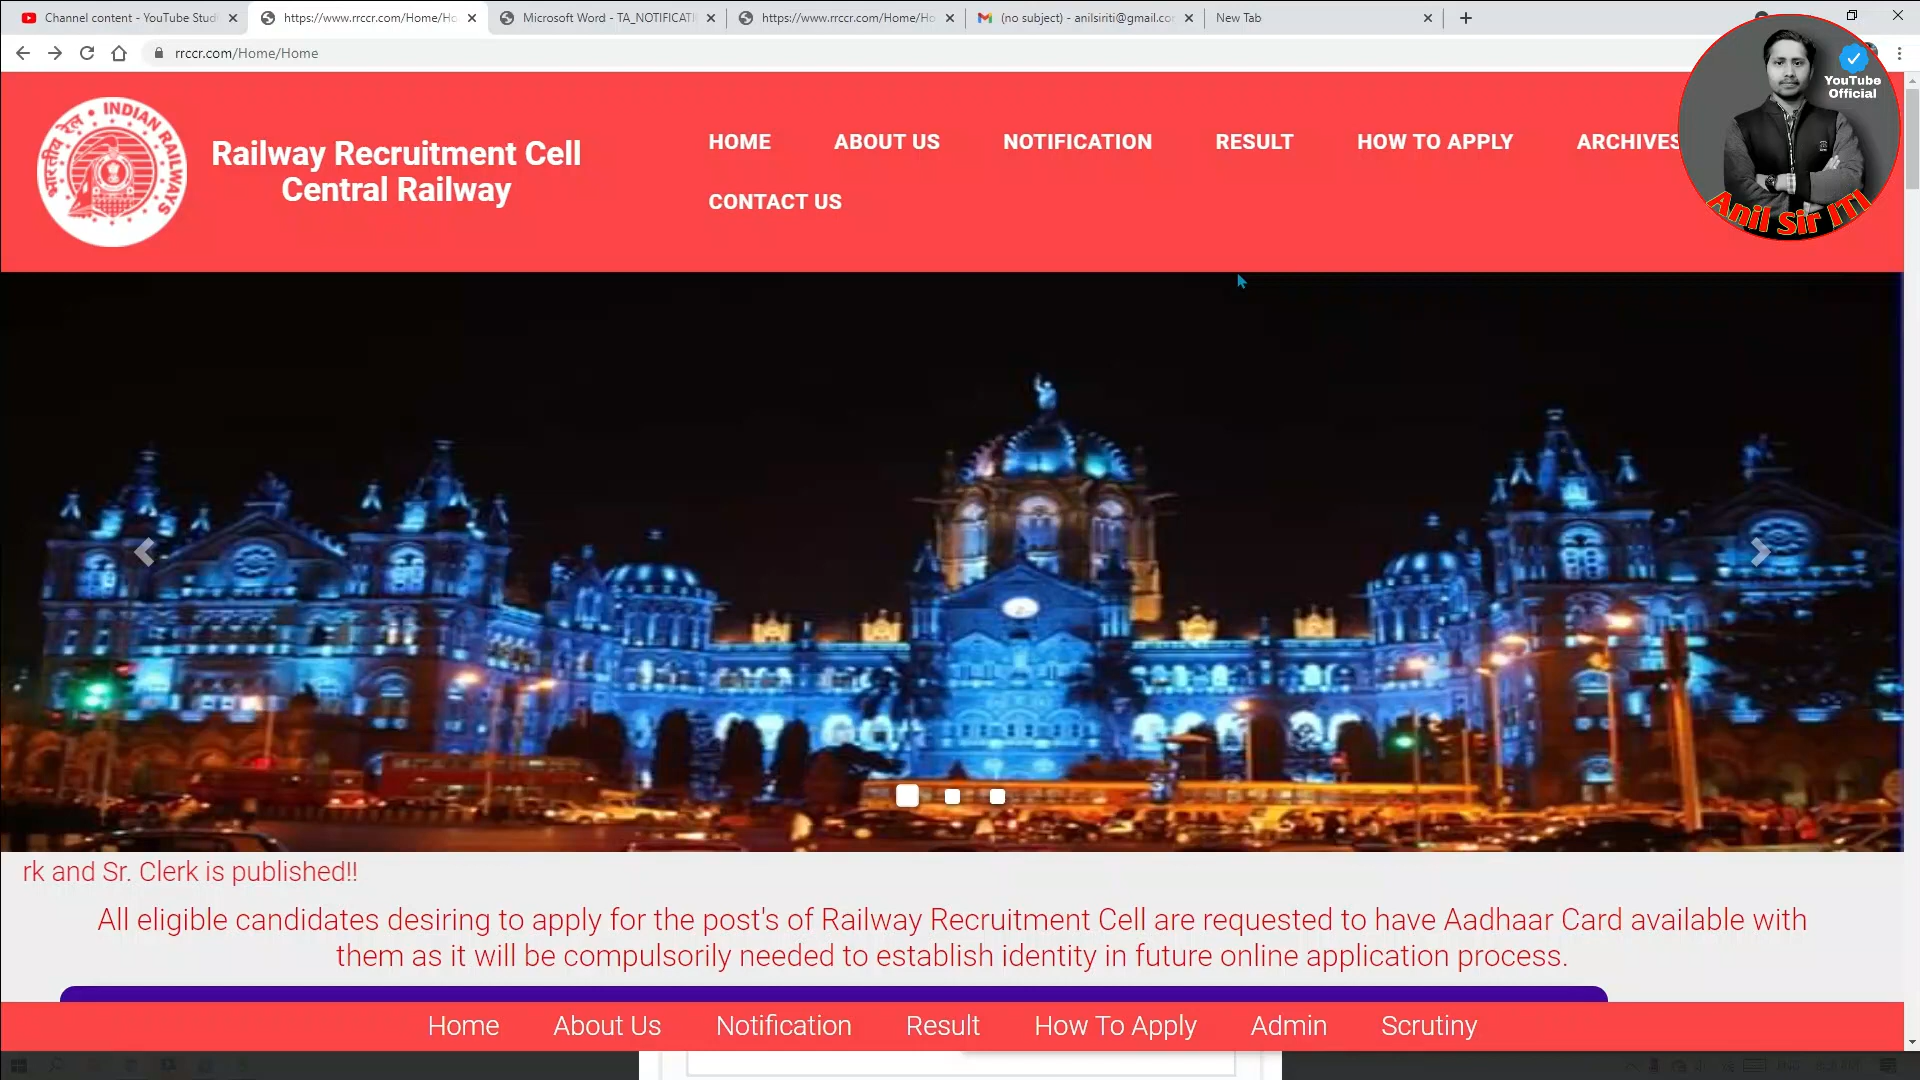 Channel content - YouTube Stud
https://www.rrccr.com/Home/Ho
Microsoft Word - TA_NOTIFICATI
https://www.rrccr.com/Home/Ho
(no subject) - anilsiriti@gmail.co
New Tab
rrccr.com/Home/Home
YouTube
Official
Anil Sir ITI
भारतीय रेल • INDIAN RAILWAYS
Railway Recruitment Cell
Central Railway
HOME ABOUT US NOTIFICATION RESULT HOW TO APPLY ARCHIVES
CONTACT US
rk and Sr. Clerk is published!!
All eligible candidates desiring to apply for the post's of Railway Recruitment Cell are requested to have Aadhaar Card available with
them as it will be compulsorily needed to establish identity in future online application process.
Home About Us Notification Result How To Apply Admin Scrutiny